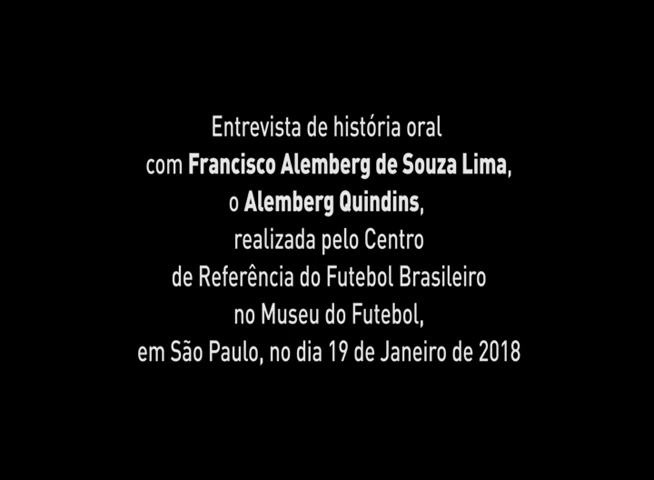 Entrevista de história oral
com Francisco Alemberg de Souza Lima,
o Alemberg Quindins,
realizada pelo Centro
de Referência do Futebol Brasileiro
no Museu do Futebol,
em São Paulo, no dia 19 de Janeiro de 2018